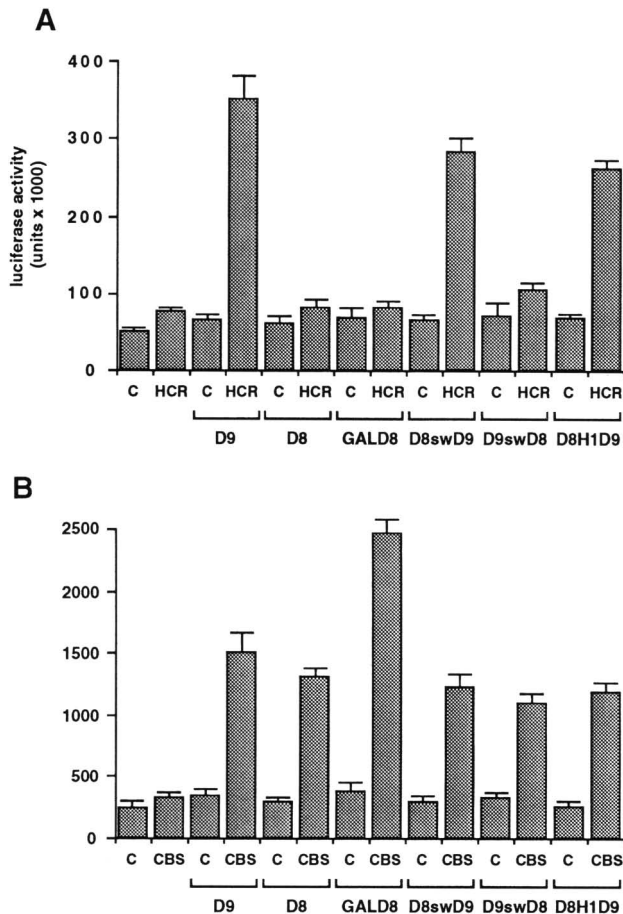 A
luciferase activity
(units x 1000)
400
300
200
100
0
C HCR C HCR C HCR C HCR C HCR C HCR C HCR
D9 D8 GALD8 D8swD9 D9swD8 D8H1D9
B
2500
2000
1500
1000
500
0
C CBS C CBS C CBS C CBS C CBS C CBS C CBS
D9 D8 GALD8 D8swD9 D9swD8 D8H1D9